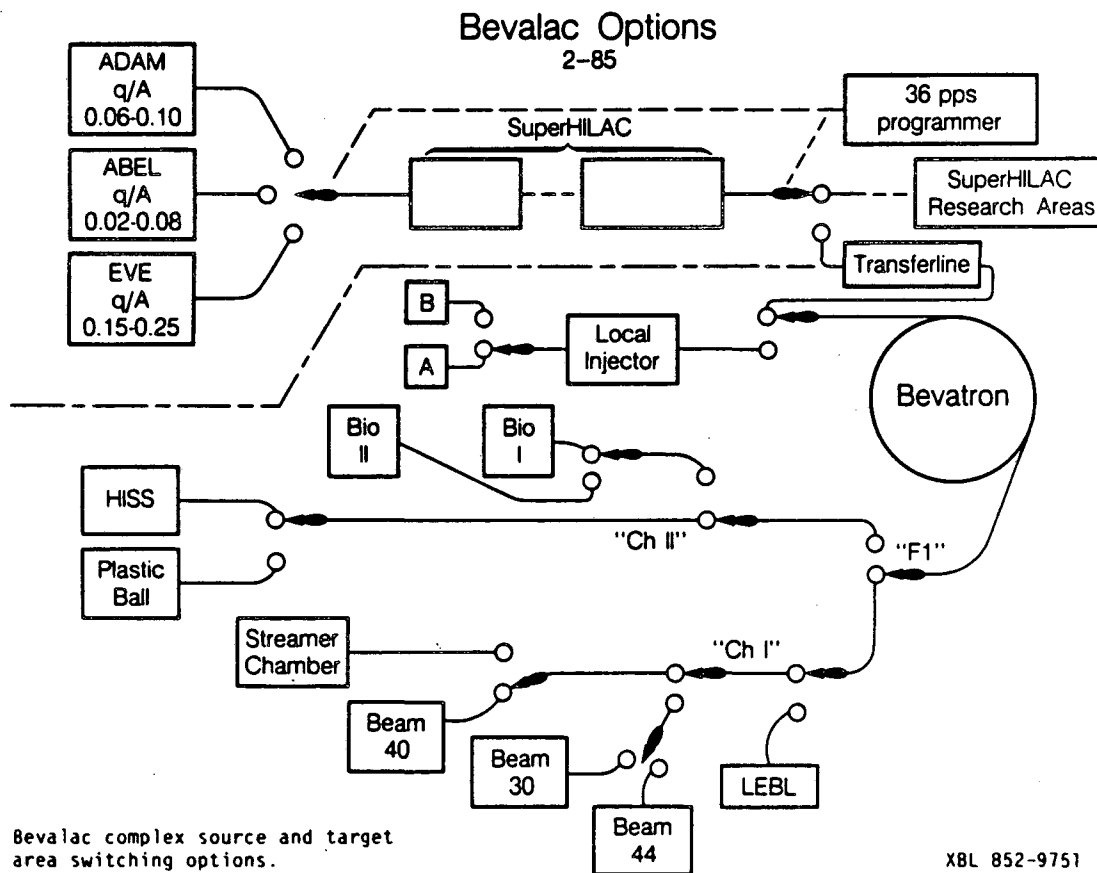 Bevalac Options
2-85
ADAM
q/A
0.06-0.10
ABEL
q/A
0.02-0.08
EVE
q/A
0.15-0.25
SuperHILAC
36 pps
programmer
SuperHILAC
Research Areas
Transferline
B
A
Local
Injector
Bevatron
Bio
II
Bio
I
HISS
Plastic
Ball
"Ch II"
"F1"
Streamer
Chamber
"Ch I"
Beam
40
Beam
30
Beam
44
LEBL
Bevalac complex source and target
area switching options.
XBL 852-9751